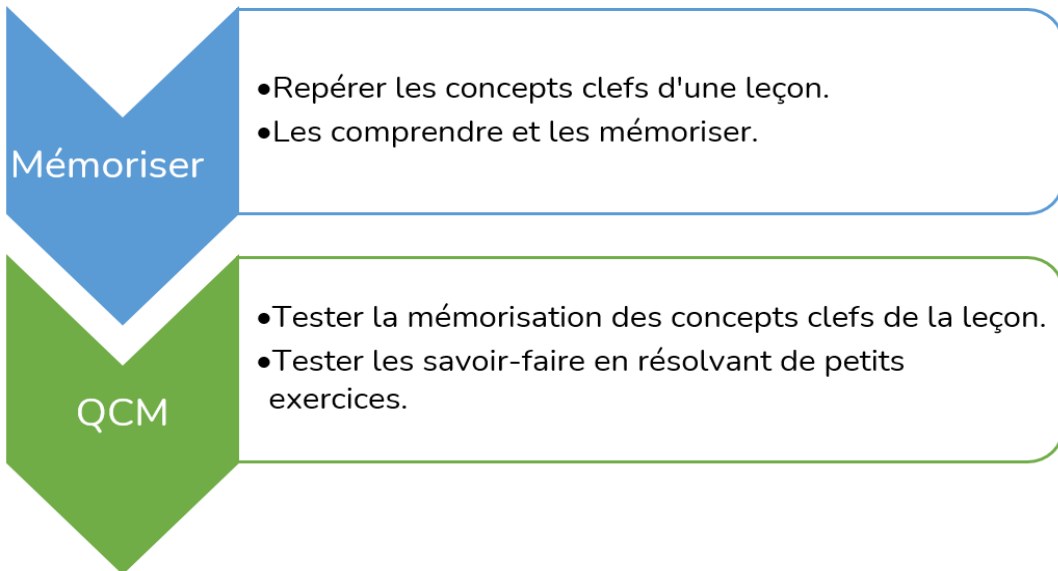 Mémoriser
•Repérer les concepts clefs d'une leçon.
•Les comprendre et les mémoriser.
QCM
•Tester la mémorisation des concepts clefs de la leçon.
•Tester les savoir-faire en résolvant de petits
exercices.